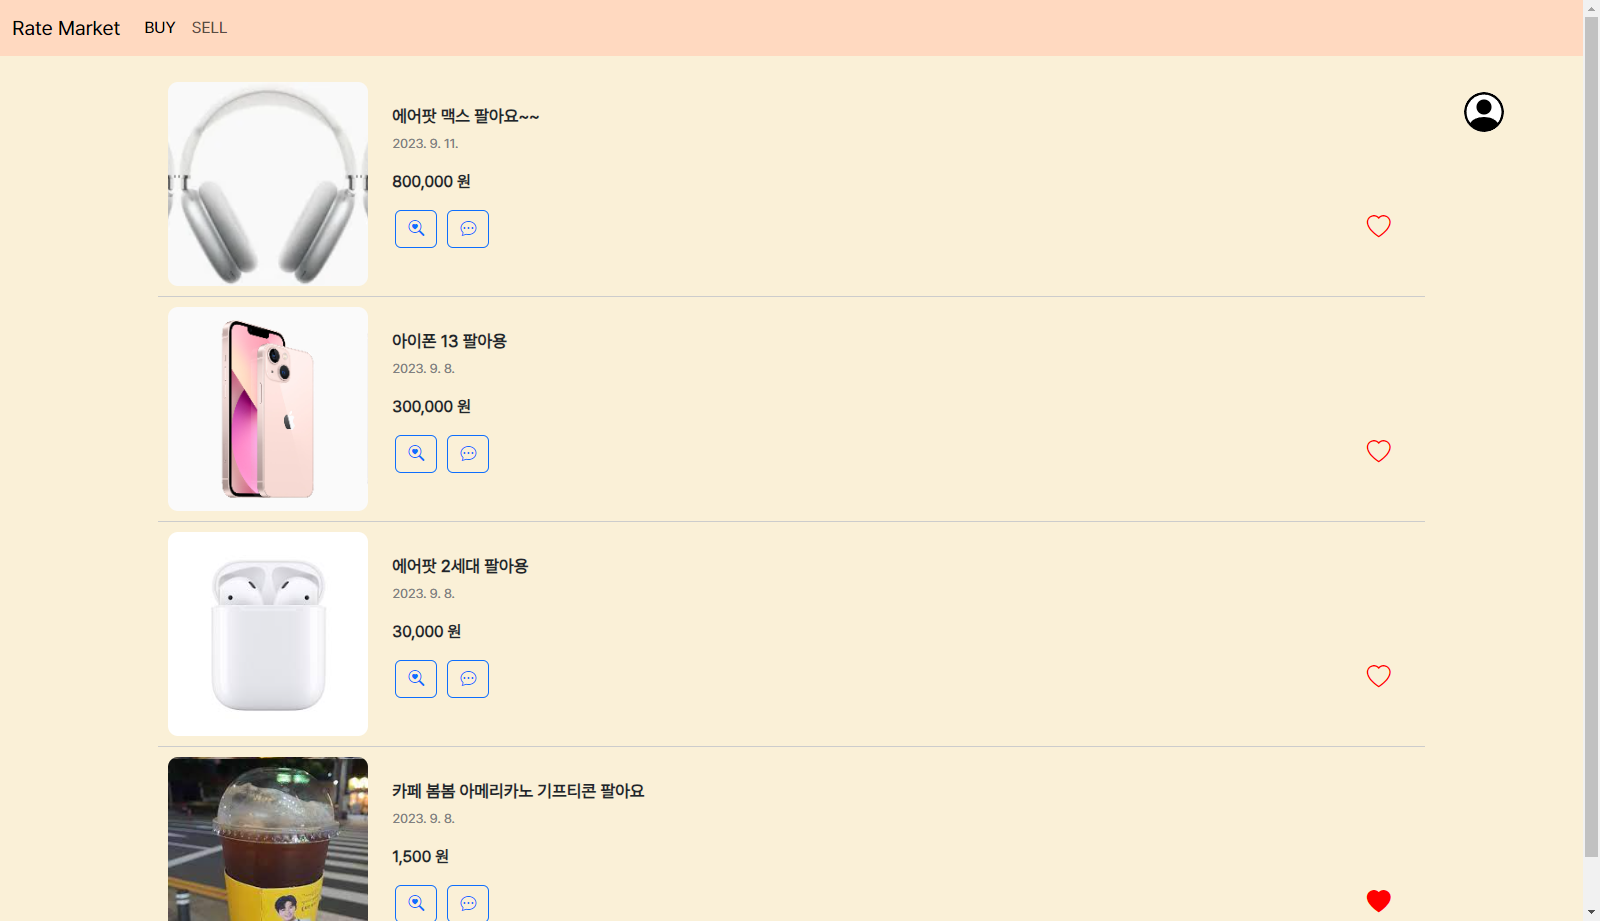 Rate Market BUY SELL
에어팟 맥스 팔아요~~
2023. 9. 11.
800,000 원
아이폰 13 팔아용
2023. 9. 8.
300,000 원
에어팟 2세대 팔아용
2023. 9. 8.
30,000 원
카페 봄봄 아메리카노 기프티콘 팔아요
2023. 9. 8.
1,500 원